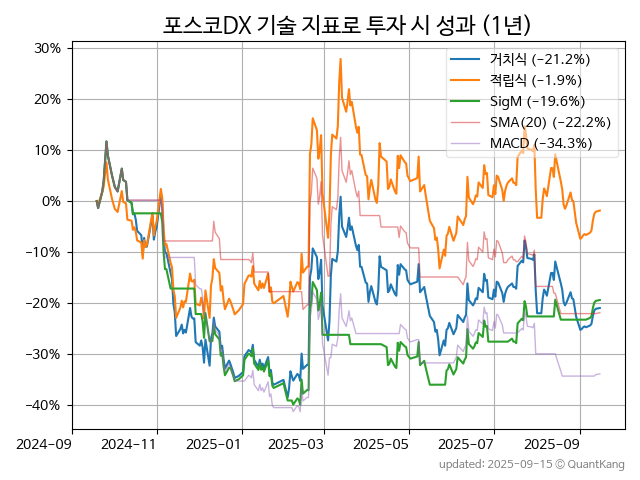 포스코DX 기술 지표로 투자 시 성과 (1년)
거치식 (−21.2%)
적립식 (−1.9%)
SigM (−19.6%)
SMA(20) (−22.2%)
MACD (−34.3%)
30%
20%
10%
0%
−10%
−20%
−30%
−40%
2024-09
2024-11
2025-01
2025-03
2025-05
2025-07
2025-09
updated: 2025-09-15 ⓒ QuantKang